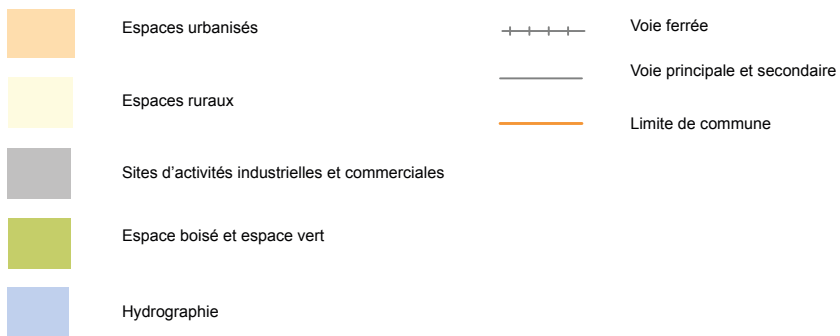 Espaces urbanisés
Espaces ruraux
Sites d’activités industrielles et commerciales
Espace boisé et espace vert
Hydrographie
Voie ferrée
Voie principale et secondaire
Limite de commune